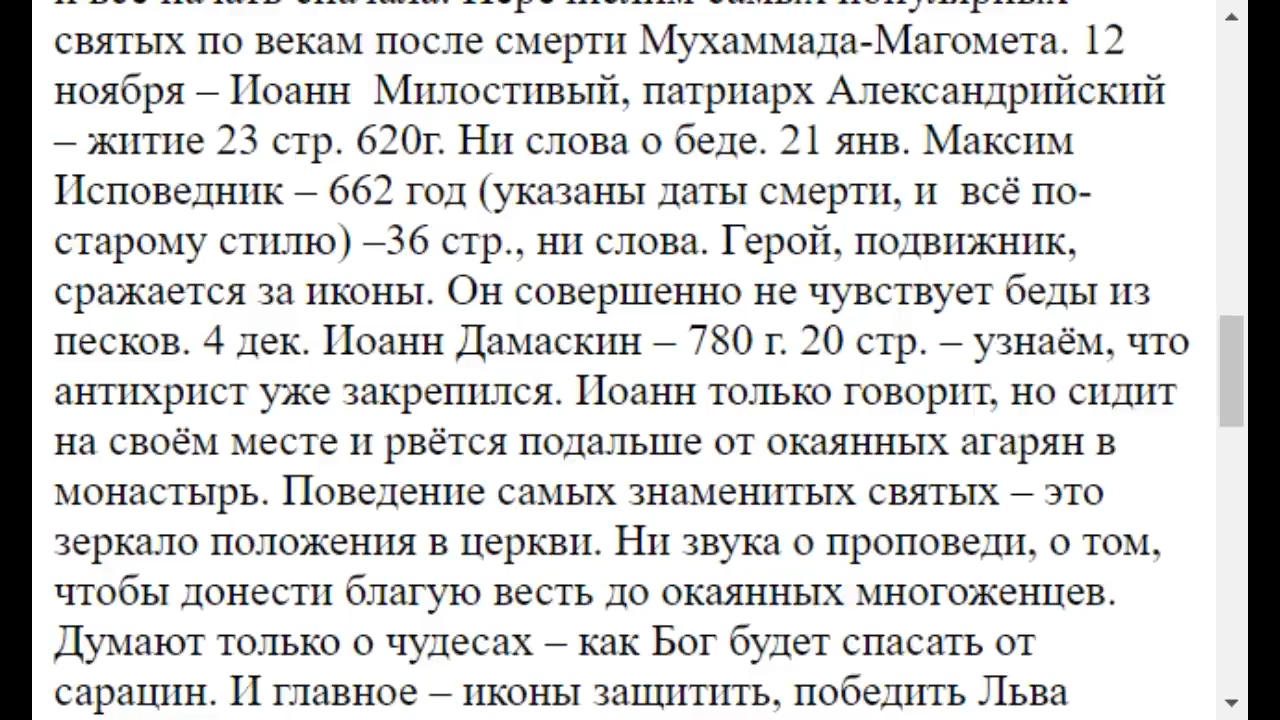 святых по векам после смерти Мухаммада-Магомета. 12
ноября – Иоанн  Милостивый, патриарх Александрийский
– житие 23 стр. 620г. Ни слова о беде. 21 янв. Максим
Исповедник – 662 год (указаны даты смерти, и  всё по-
старому стилю) –36 стр., ни слова. Герой, подвижник,
сражается за иконы. Он совершенно не чувствует беды из
песков. 4 дек. Иоанн Дамаскин – 780 г. 20 стр. – узнаём, что
антихрист уже закрепился. Иоанн только говорит, но сидит
на своём месте и рвётся подальше от окаянных агарян в
монастырь. Поведение самых знаменитых святых – это
зеркало положения в церкви. Ни звука о проповеди, о том,
чтобы донести благую весть до окаянных многоженцев.
Думают только о чудесах – как Бог будет спасать от
сарацин. И главное – иконы защитить, победить Льва